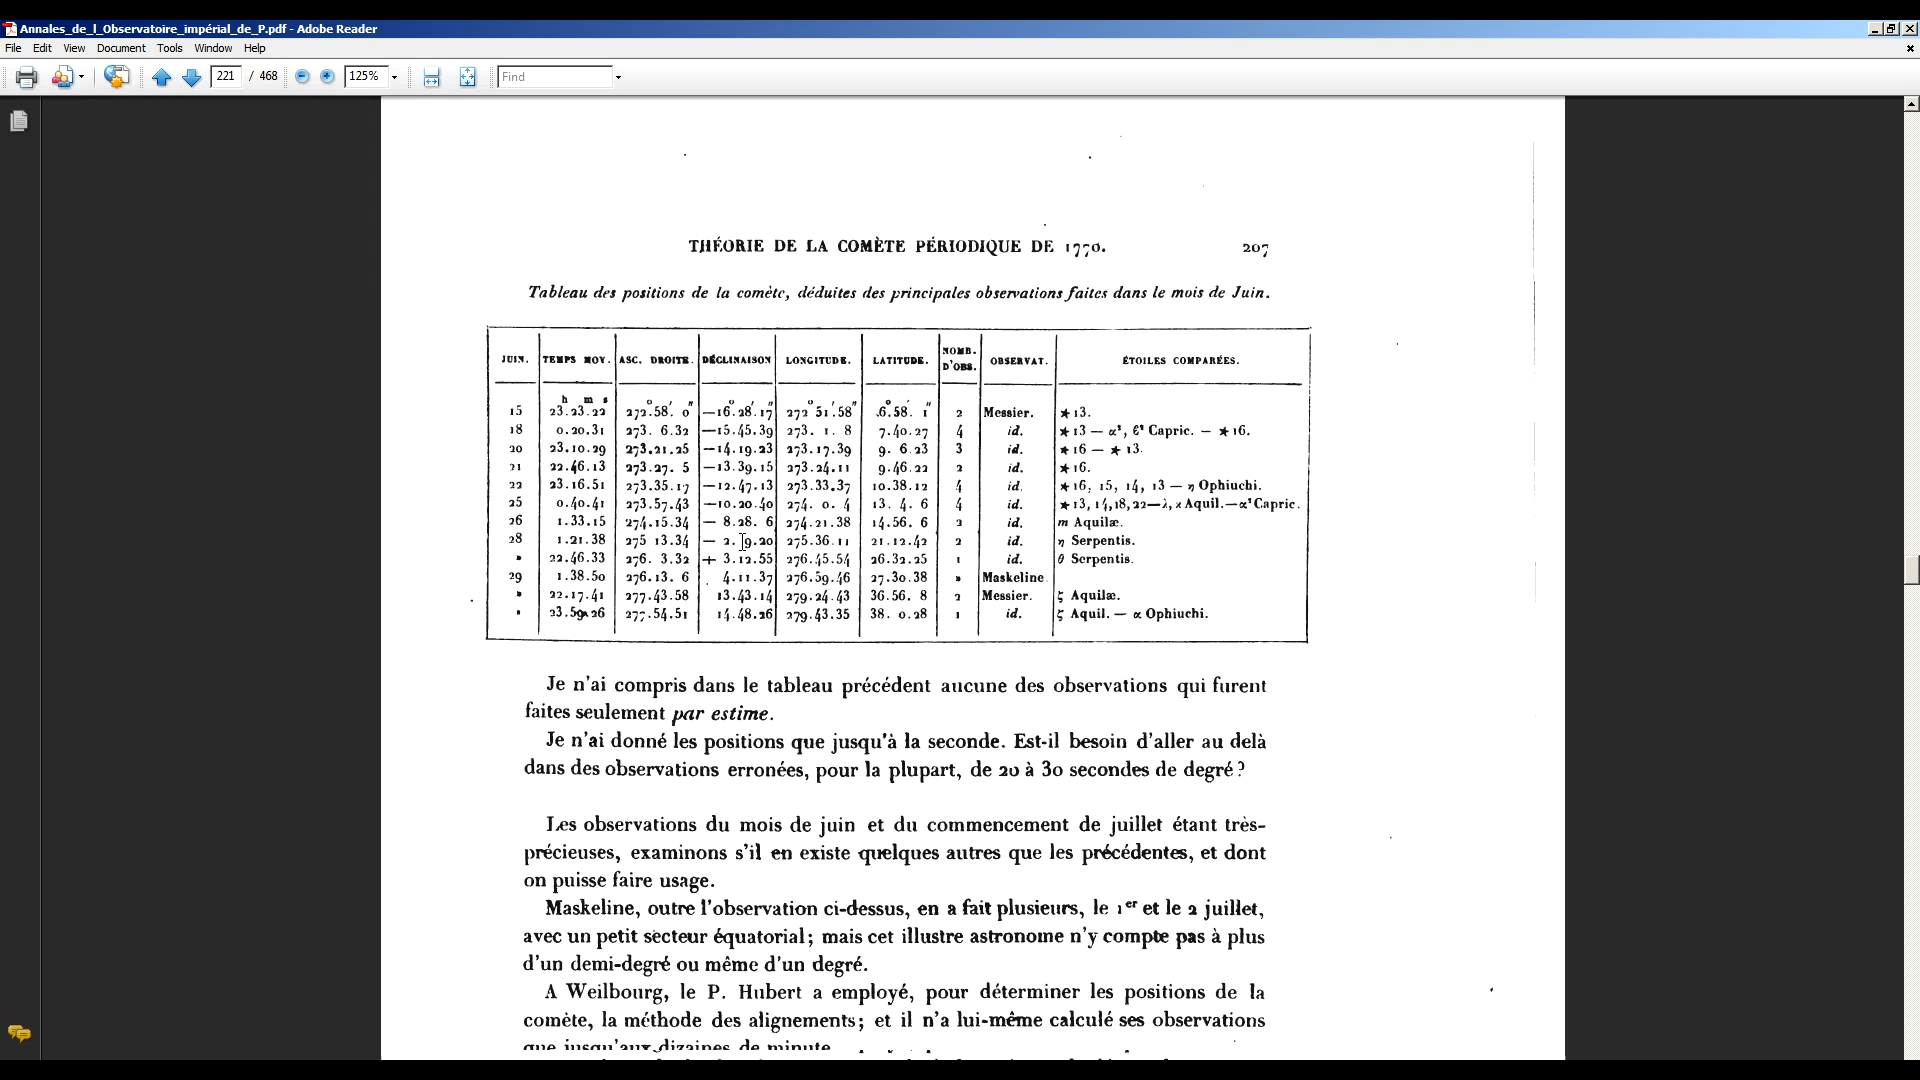 Annales_de_l_Observatoire_impérial_de_P.pdf - Adobe Reader
File Edit View Document Tools Window Help
221 / 468 125% Find
THÉORIE DE LA COMÈTE PÉRIODIQUE DE 1770. 207
Tableau des positions de la comète, déduites des principales observations faites dans le mois de Juin.
JUIN. TEMPS MOY. ASC. DROITE. DÉCLINAISON LONGITUDE. LATITUDE. NOMB. D'OBS. OBSERVAT. ÉTOILES COMPARÉES.
h m s o ' " o ' " o ' " o ' "
15 23.23.22 272.58. 0 —16.28.17 272 51.58 6.58. 1 2 Messier. ★13.
18 0.20.31 273. 6.32 —15.45.39 273. 1. 8 7.40.27 4 id. ★13 — α², 6² Capric. — ★16.
20 23.10.29 273.21.25 —14.19.23 273.17.39 9. 6.23 3 id. ★16 — ★ 13.
21 22.46.13 273.27. 5 —13.39.15 273.24.11 9.46.22 2 id. ★16.
22 23.16.51 273.35.17 —12.47.13 273.33.37 10.38.12 4 id. ★16, 15, 14, 13 — η Ophiuchi.
25 0.40.41 273.57.43 —10.20.40 274. 0. 4 13. 4. 6 4 id. ★13, 14, 18, 22—λ, κ Aquil.—α² Capric.
26 1.33.15 274.15.34 — 8.28. 6 274.21.38 14.56. 6 2 id. m Aquilæ.
28 1.21.38 275 13.34 — 2. 9.20 275.36.11 21.12.42 2 id. η Serpentis.
» 22.46.33 276. 3.32 + 3.12.55 276.45.54 26.32.25 1 id. θ Serpentis.
29 1.38.50 276.13. 6 4.11.37 276.59.46 27.30.38 » Maskeline
» 22.17.41 277.43.58 13.43.14 279.24.43 36.56. 8 2 Messier. ζ Aquilæ.
» 23.59.26 277.54.51 14.48.26 279.43.35 38. 0.28 1 id. ζ Aquil. — α Ophiuchi.
Je n'ai compris dans le tableau précédent aucune des observations qui furent
faites seulement par estime.
Je n'ai donné les positions que jusqu'à la seconde. Est-il besoin d'aller au delà
dans des observations erronées, pour la plupart, de 20 à 30 secondes de degré ?
Les observations du mois de juin et du commencement de juillet étant très-
précieuses, examinons s'il en existe quelques autres que les précédentes, et dont
on puisse faire usage.
Maskeline, outre l'observation ci-dessus, en a fait plusieurs, le 1er et le 2 juillet,
avec un petit secteur équatorial; mais cet illustre astronome n'y compte pas à plus
d'un demi-degré ou même d'un degré.
A Weilbourg, le P. Hubert a employé, pour déterminer les positions de la
comète, la méthode des alignements; et il n'a lui-même calculé ses observations
que jusqu'aux dizaines de minute.